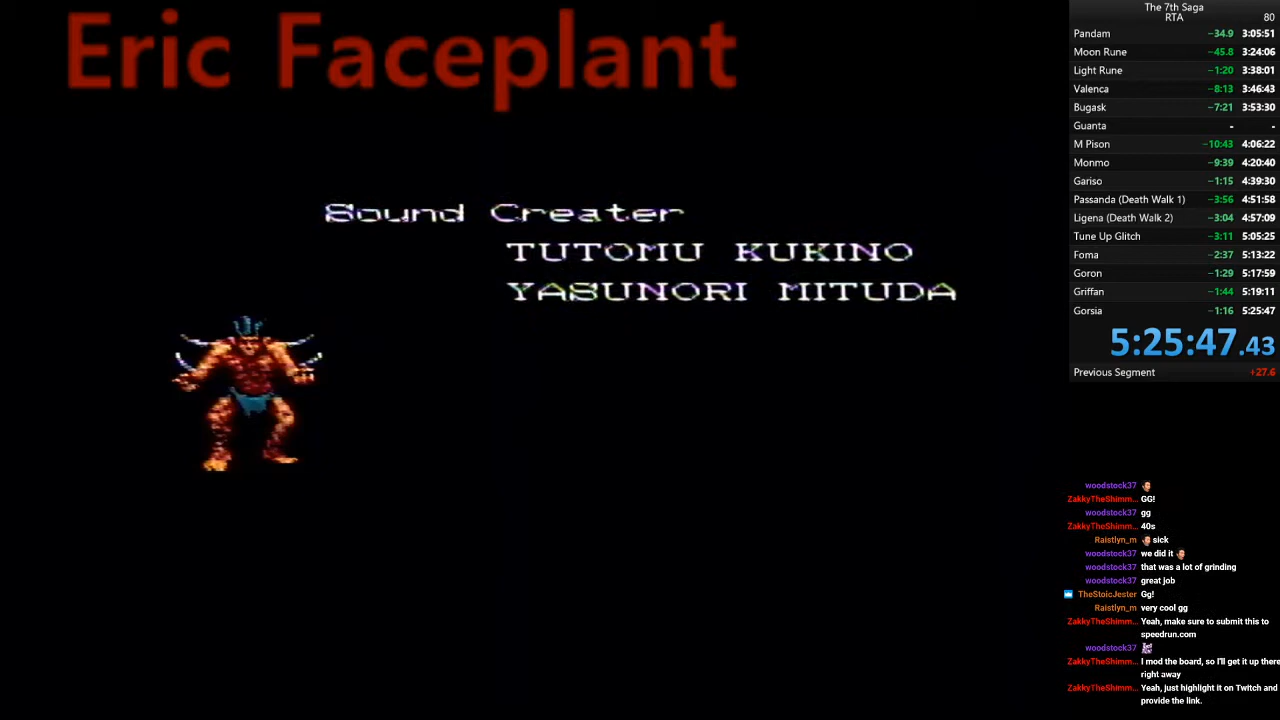 Eric Faceplant
Sound Creater
TUTOMU KUKINO
YASUNORI MITUDA
The 7th Saga
RTA 80
Pandam −34.9 3:05:51
Moon Rune −45.8 3:24:06
Light Rune −1:20 3:38:01
Valenca −8:13 3:46:43
Bugask −7:21 3:53:30
Guanta - -
M Pison −10:43 4:06:22
Monmo −9:39 4:20:40
Gariso −1:15 4:39:30
Passanda (Death Walk 1) −3:56 4:51:58
Ligena (Death Walk 2) −3:04 4:57:09
Tune Up Glitch −3:11 5:05:25
Foma −2:37 5:13:22
Goron −1:29 5:17:59
Griffan −1:44 5:19:11
Gorsia −1:16 5:25:47
5:25:47.43
Previous Segment +27.6
woodstock37
ZakkyTheShimm... GG!
woodstock37 gg
ZakkyTheShimm... 40s
Raistlyn_m sick
woodstock37 we did it
woodstock37 that was a lot of grinding
woodstock37 great job
TheStoicJester Gg!
Raistlyn_m very cool gg
ZakkyTheShimm... Yeah, make sure to submit this to
speedrun.com
woodstock37
ZakkyTheShimm... I mod the board, so I'll get it up there
right away
ZakkyTheShimm... Yeah, just highlight it on Twitch and
provide the link.